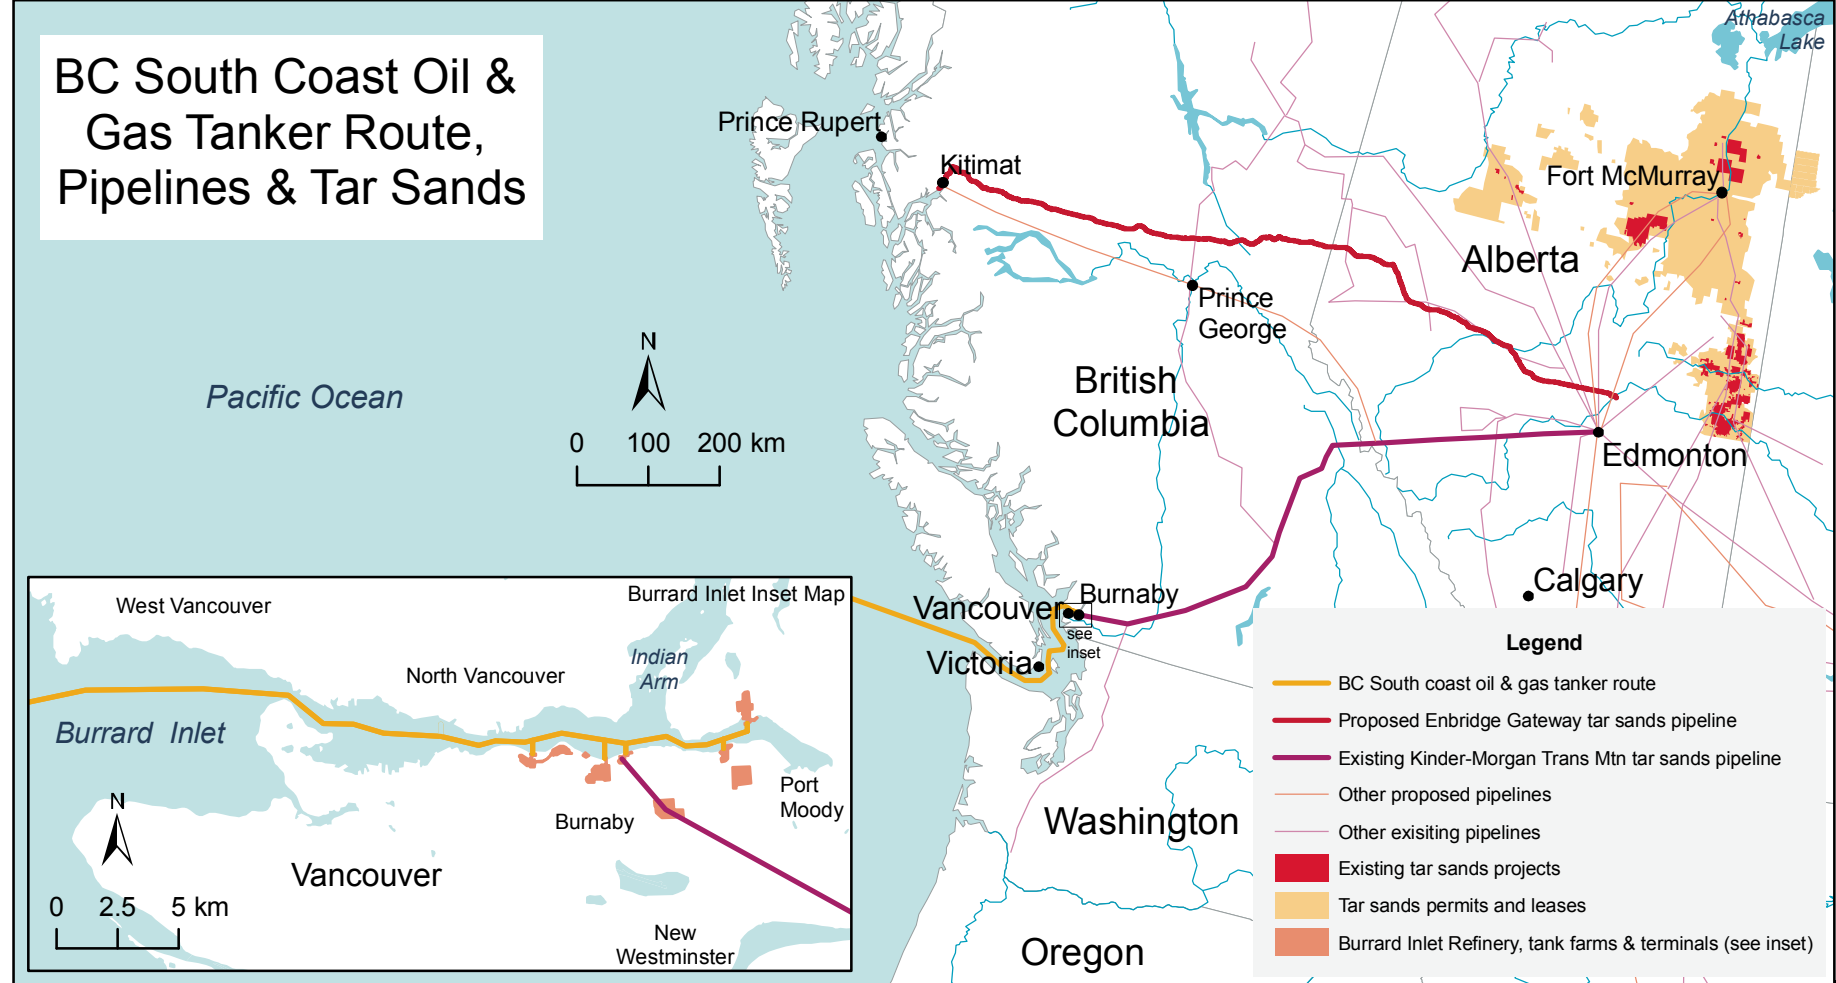 BC South Coast Oil &
Gas Tanker Route,
Pipelines & Tar Sands
Athabasca
Lake
Prince Rupert
Kitimat
Fort McMurray
Alberta
Prince
George
N
Pacific Ocean
0 100 200 km
British
Columbia
Edmonton
Calgary
Burnaby
Vancouver
see
inset
Victoria
Washington
Oregon
Burrard Inlet Inset Map
West Vancouver
North Vancouver
Indian
Arm
Burrard Inlet
Port
Moody
Burnaby
N
Vancouver
0 2.5 5 km
New
Westminster
Legend
BC South coast oil & gas tanker route
Proposed Enbridge Gateway tar sands pipeline
Existing Kinder-Morgan Trans Mtn tar sands pipeline
Other proposed pipelines
Other exisiting pipelines
Existing tar sands projects
Tar sands permits and leases
Burrard Inlet Refinery, tank farms & terminals (see inset)